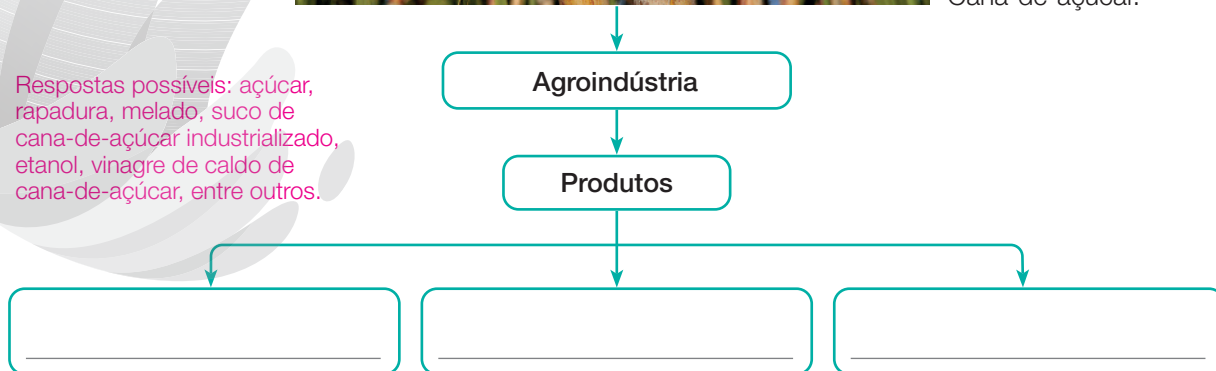 Cana-de-açúcar.
Agroindústria
Respostas possíveis: açúcar,
rapadura, melado, suco de
cana-de-açúcar industrializado,
etanol, vinagre de caldo de
cana-de-açúcar, entre outros.
Produtos